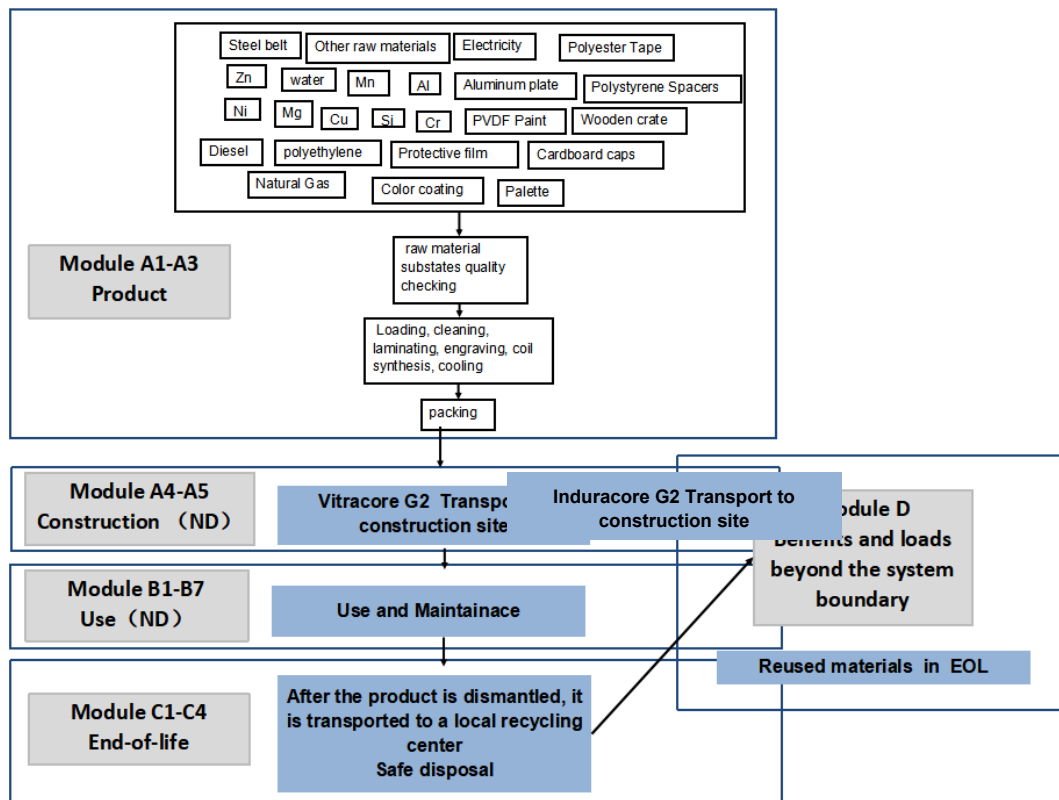 Steel belt
Other raw materials
Electricity
Polyester Tape
Zn
water
Mn
Al
Aluminum plate
Polystyrene Spacers
Ni
Mg
Cu
Si
Cr
PVDF Paint
Wooden crate
Diesel
polyethylene
Protective film
Cardboard caps
Natural Gas
Color coating
Palette
raw material
substates quality
checking
Module A1-A3
Product
Loading, cleaning,
laminating, engraving, coil
synthesis, cooling
packing
Module A4-A5
Construction （ND）
Vitracore G2 Transp
construction site
Induracore G2 Transport to
construction site
odule D
Benefits and loads
beyond the system
boundary
Module B1-B7
Use（ND）
Use and Maintainace
Reused materials in EOL
Module C1-C4
End-of-life
After the product is dismantled, it
is transported to a local recycling
center
Safe disposal